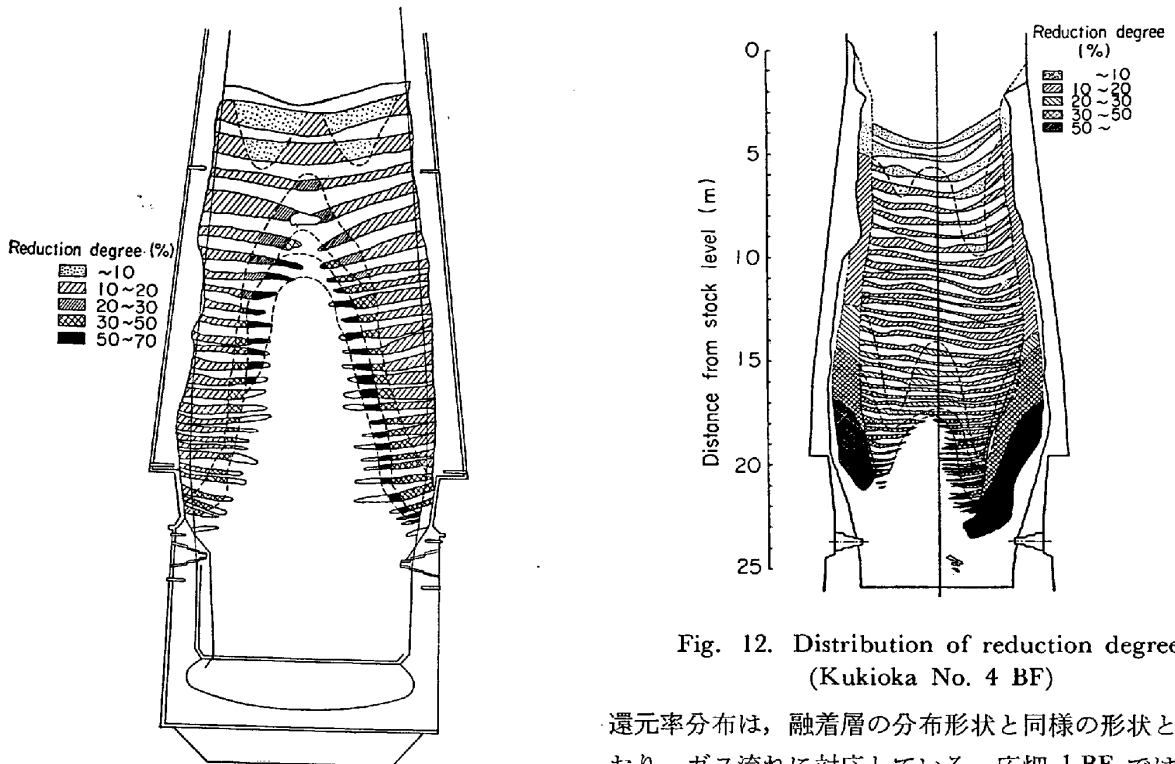 Reduction degree (%)
~10
10~20
20~30
30~50
50~70
Reduction degree
(%)
~10
10~20
20~30
30~50
50~
Distance from stock level (m)
0
5
10
15
20
25
Fig. 12. Distribution of reduction degree
(Kukioka No. 4 BF)
還元率分布は，融着層の分布形状と同様の形状と